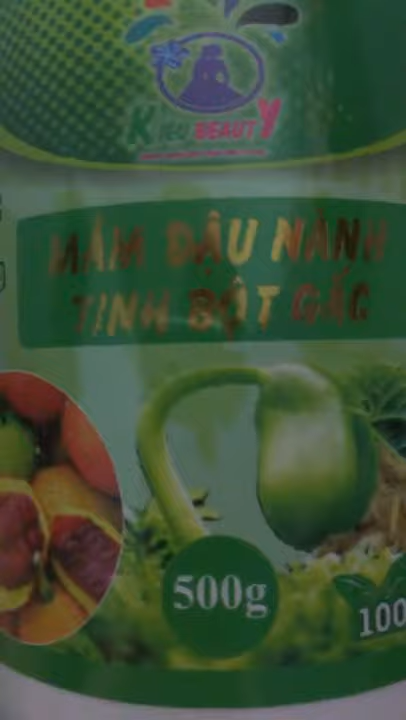 KIEU BEAUTY
MẦM ĐẬU NÀNH
TINH BỘT GẤC
500g
100